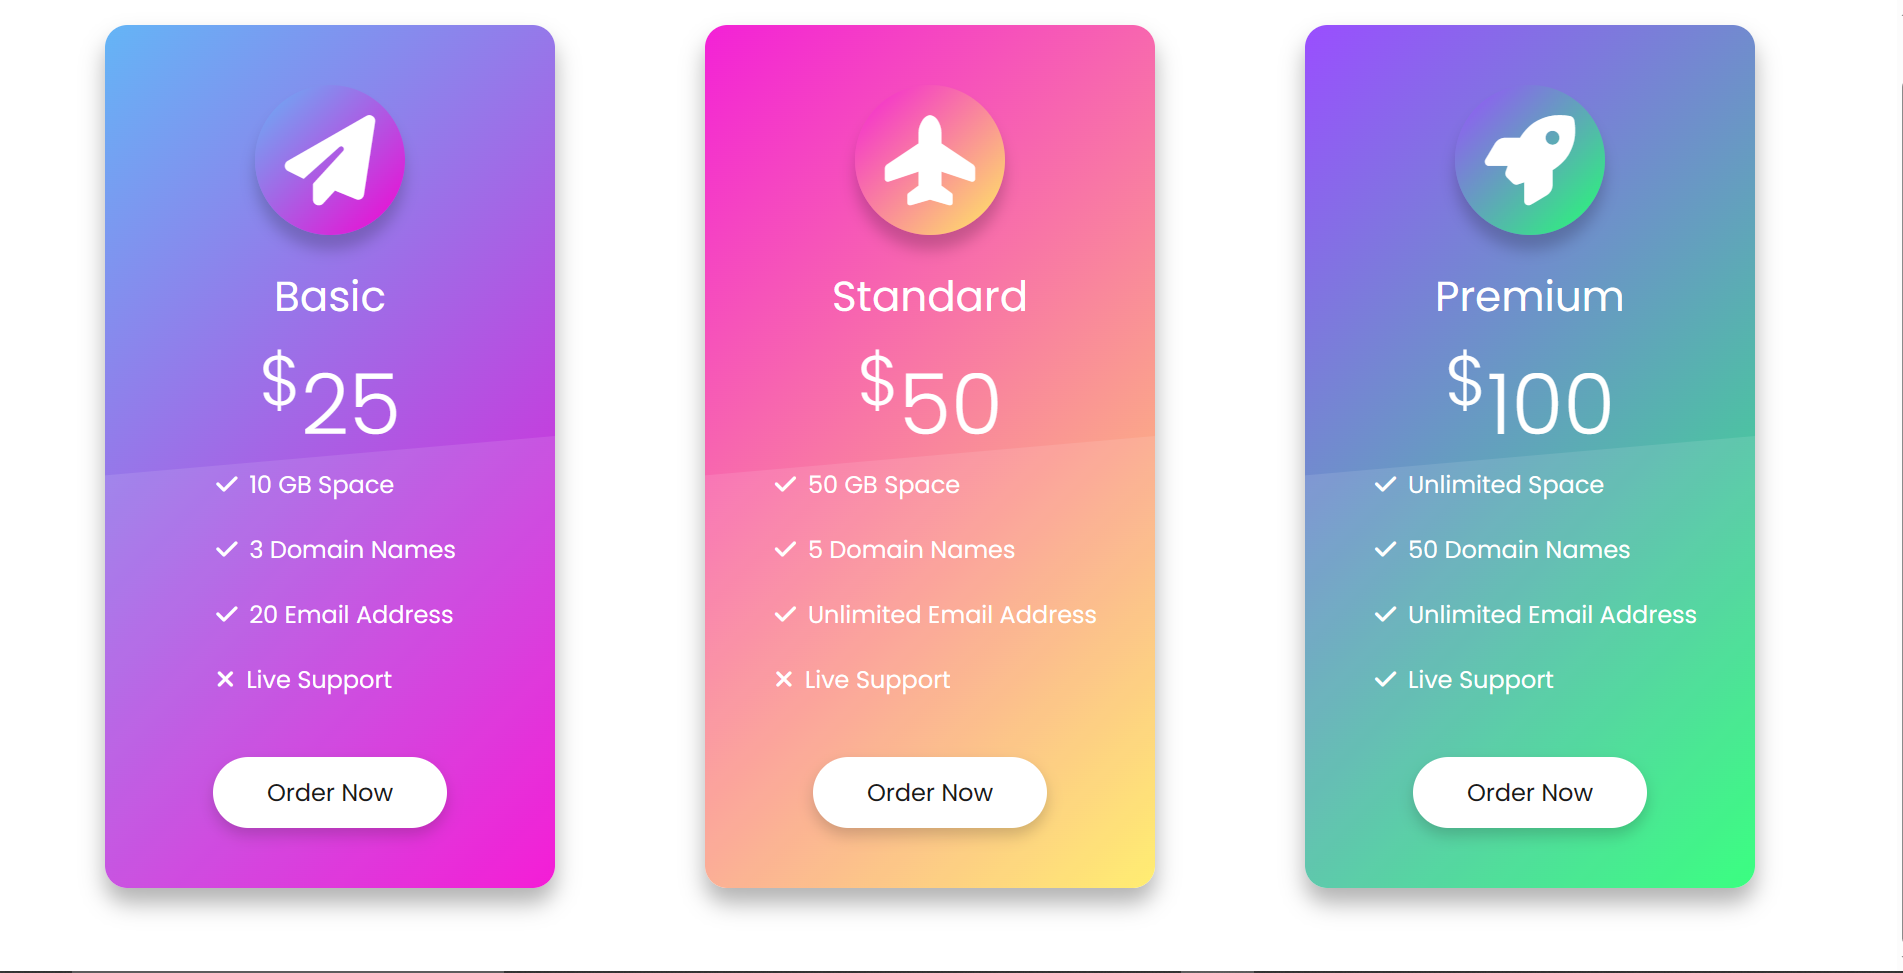 Basic
$25
10 GB Space
3 Domain Names
20 Email Address
Live Support
Order Now
Standard
$50
50 GB Space
5 Domain Names
Unlimited Email Address
Live Support
Order Now
Premium
$100
Unlimited Space
50 Domain Names
Unlimited Email Address
Live Support
Order Now